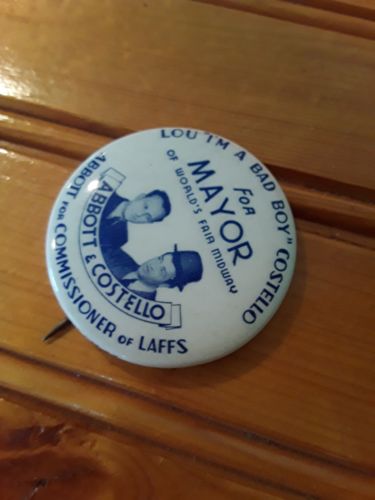 LOU "I'M A BAD BOY" COSTELLO
FOR
MAYOR
OF WORLD'S FAIR MIDWAY
ABBOTT & COSTELLO
ABBOTT FOR COMMISSIONER OF LAFFS